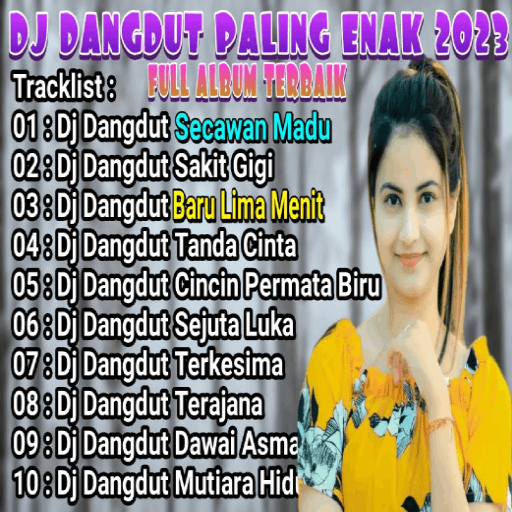 DJ DANGDUT PALING ENAK 2023
FULL ALBUM TERBAIK
Tracklist :
01 : Dj Dangdut Secawan Madu
02 : Dj Dangdut Sakit Gigi
03 : Dj Dangdut Baru Lima Menit
04 : Dj Dangdut Tanda Cinta
05 : Dj Dangdut Cincin Permata Biru
06 : Dj Dangdut Sejuta Luka
07 : Dj Dangdut Terkesima
08 : Dj Dangdut Terajana
09 : Dj Dangdut Dawai Asma
10 : Dj Dangdut Mutiara Hid